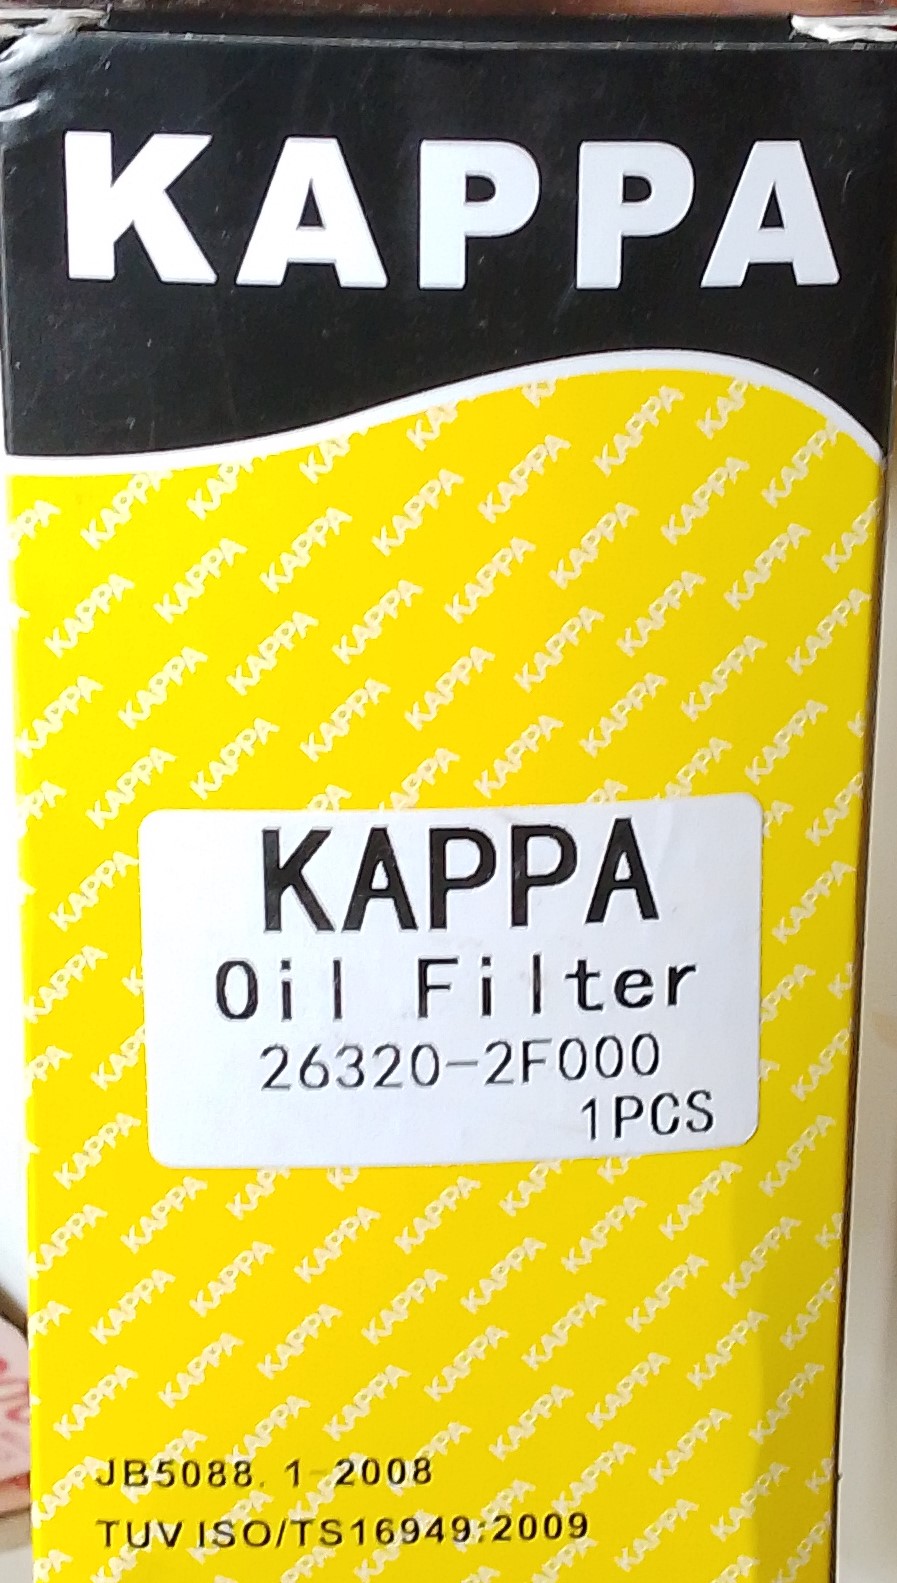 KAPPA
KAPPA
Oil Filter
26320-2F000
1PCS
JB5088. 1-2008
TUV ISO/TS16949:2009